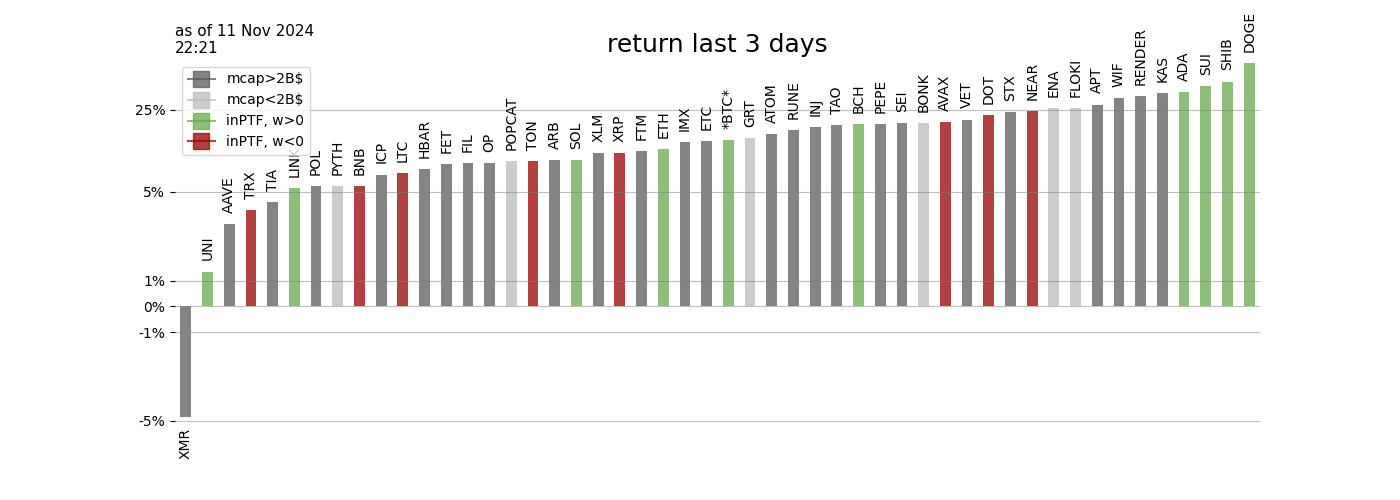 as of 11 Nov 2024
22:21
return last 3 days
mcap>2B$
mcap<2B$
inPTF, w>0
inPTF, w<0
25%
5%
1%
0%
-1%
-5%
XMR
UNI
AAVE
TRX
TIA
LINK
POL
PYTH
BNB
ICP
LTC
HBAR
FET
FIL
OP
POPCAT
TON
ARB
SOL
XLM
XRP
FTM
ETH
IMX
ETC
*BTC*
GRT
ATOM
RUNE
INJ
TAO
BCH
PEPE
SEI
BONK
AVAX
VET
DOT
STX
NEAR
ENA
FLOKI
APT
WIF
RENDER
KAS
ADA
SUI
SHIB
DOGE